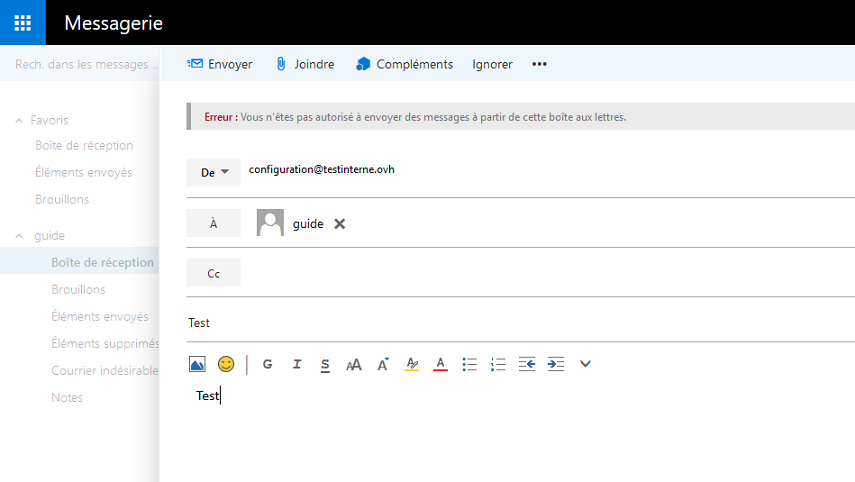 Messagerie
Rech. dans les messages ...
Envoyer Joindre Compléments Ignorer •••
Favoris
Boîte de réception
Éléments envoyés
Brouillons
guide
Boîte de réception
Brouillons
Éléments envoyés
Éléments supprimés
Courrier indésirable
Notes
Erreur : Vous n'êtes pas autorisé à envoyer des messages à partir de cette boîte aux lettres.
De configuration@testinterne.ovh
À guide
Cc
Test
G I S AA A A A
Test